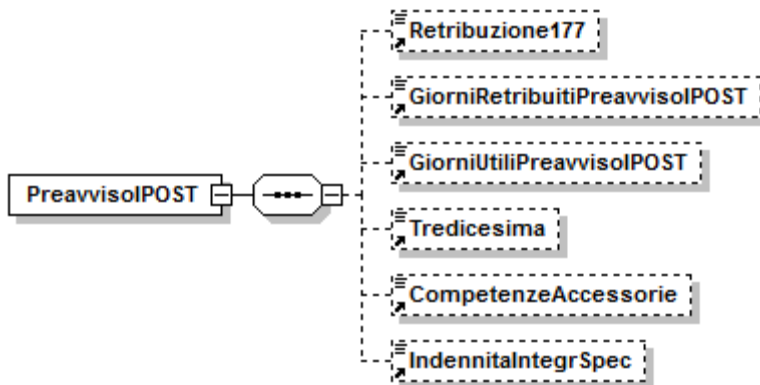 Retribuzione177
GiorniRetribuitiPreavvisoIPOST
GiorniUtiliPreavvisoIPOST
PreavvisoIPOST
Tredicesima
CompetenzeAccessorie
IndennitaIntegrSpec